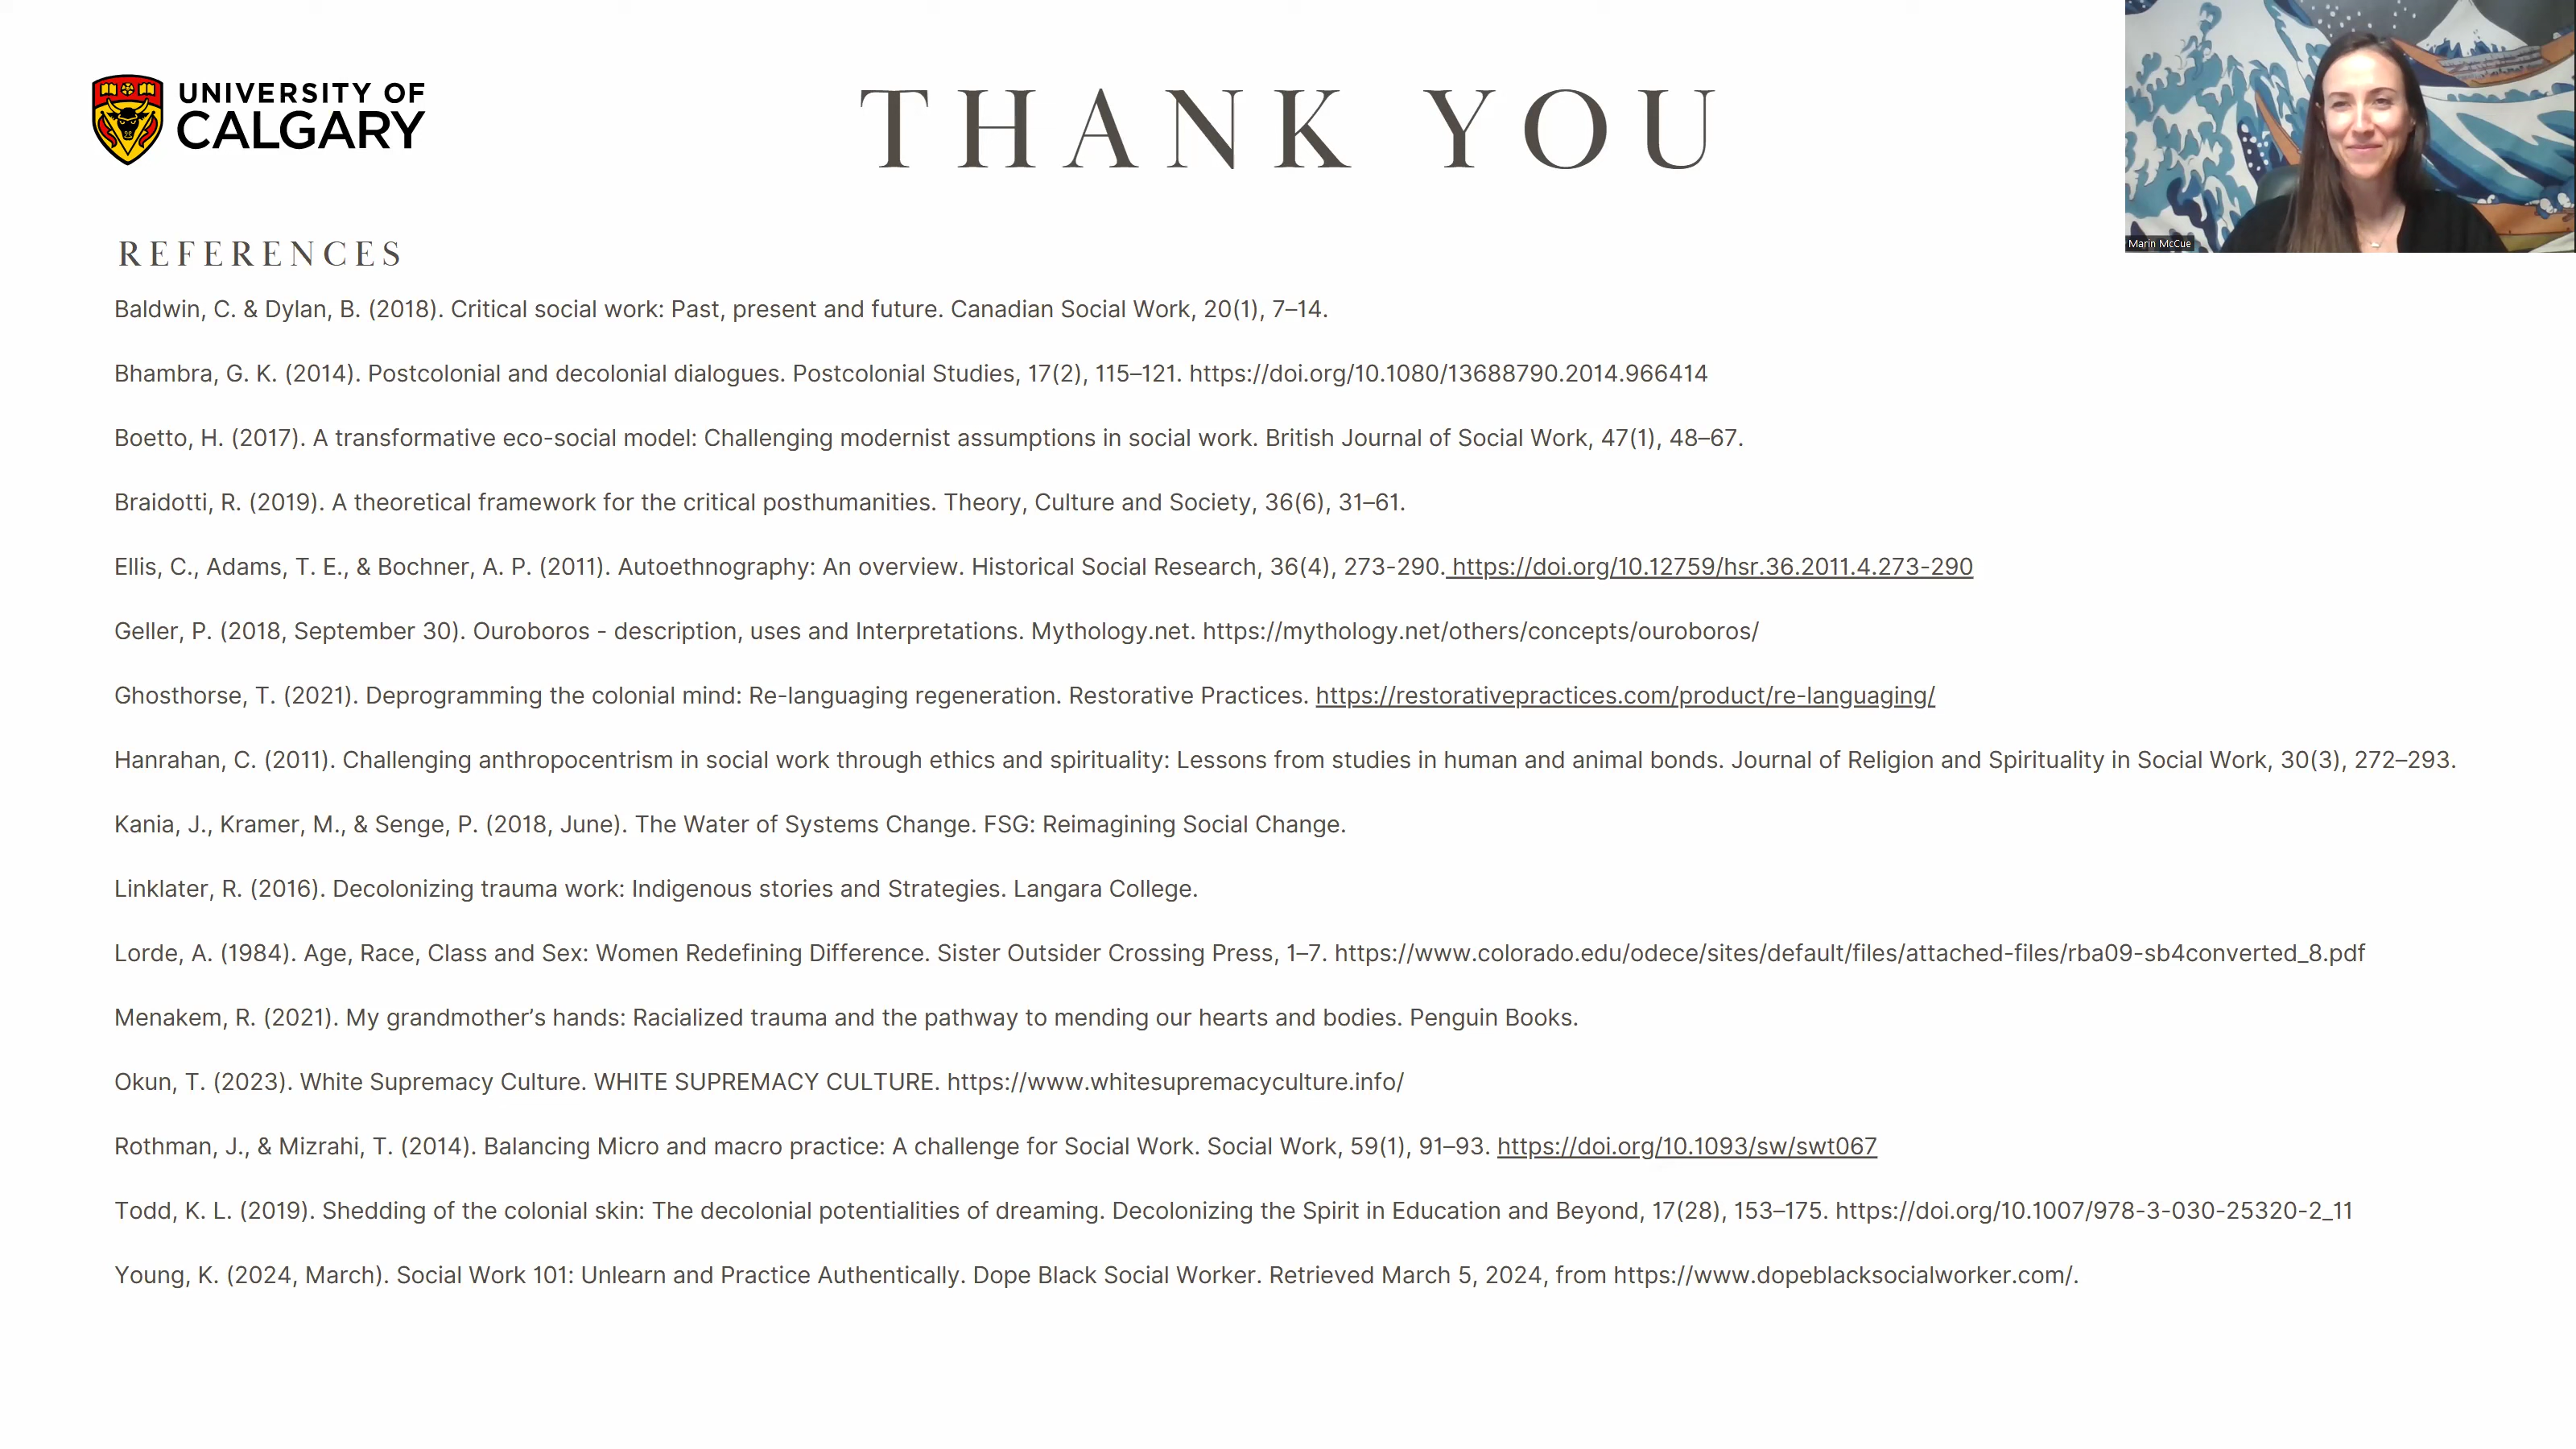 UNIVERSITY OF
CALGARY
THANK YOU
Marin McCue
REFERENCES
Baldwin, C. & Dylan, B. (2018). Critical social work: Past, present and future. Canadian Social Work, 20(1), 7–14.
Bhambra, G. K. (2014). Postcolonial and decolonial dialogues. Postcolonial Studies, 17(2), 115–121. https://doi.org/10.1080/13688790.2014.966414
Boetto, H. (2017). A transformative eco-social model: Challenging modernist assumptions in social work. British Journal of Social Work, 47(1), 48–67.
Braidotti, R. (2019). A theoretical framework for the critical posthumanities. Theory, Culture and Society, 36(6), 31–61.
Ellis, C., Adams, T. E., & Bochner, A. P. (2011). Autoethnography: An overview. Historical Social Research, 36(4), 273-290. https://doi.org/10.12759/hsr.36.2011.4.273-290
Geller, P. (2018, September 30). Ouroboros - description, uses and Interpretations. Mythology.net. https://mythology.net/others/concepts/ouroboros/
Ghosthorse, T. (2021). Deprogramming the colonial mind: Re-languaging regeneration. Restorative Practices. https://restorativepractices.com/product/re-languaging/
Hanrahan, C. (2011). Challenging anthropocentrism in social work through ethics and spirituality: Lessons from studies in human and animal bonds. Journal of Religion and Spirituality in Social Work, 30(3), 272–293.
Kania, J., Kramer, M., & Senge, P. (2018, June). The Water of Systems Change. FSG: Reimagining Social Change.
Linklater, R. (2016). Decolonizing trauma work: Indigenous stories and Strategies. Langara College.
Lorde, A. (1984). Age, Race, Class and Sex: Women Redefining Difference. Sister Outsider Crossing Press, 1–7. https://www.colorado.edu/odece/sites/default/files/attached-files/rba09-sb4converted_8.pdf
Menakem, R. (2021). My grandmother’s hands: Racialized trauma and the pathway to mending our hearts and bodies. Penguin Books.
Okun, T. (2023). White Supremacy Culture. WHITE SUPREMACY CULTURE. https://www.whitesupremacyculture.info/
Rothman, J., & Mizrahi, T. (2014). Balancing Micro and macro practice: A challenge for Social Work. Social Work, 59(1), 91–93. https://doi.org/10.1093/sw/swt067
Todd, K. L. (2019). Shedding of the colonial skin: The decolonial potentialities of dreaming. Decolonizing the Spirit in Education and Beyond, 17(28), 153–175. https://doi.org/10.1007/978-3-030-25320-2_11
Young, K. (2024, March). Social Work 101: Unlearn and Practice Authentically. Dope Black Social Worker. Retrieved March 5, 2024, from https://www.dopeblacksocialworker.com/.